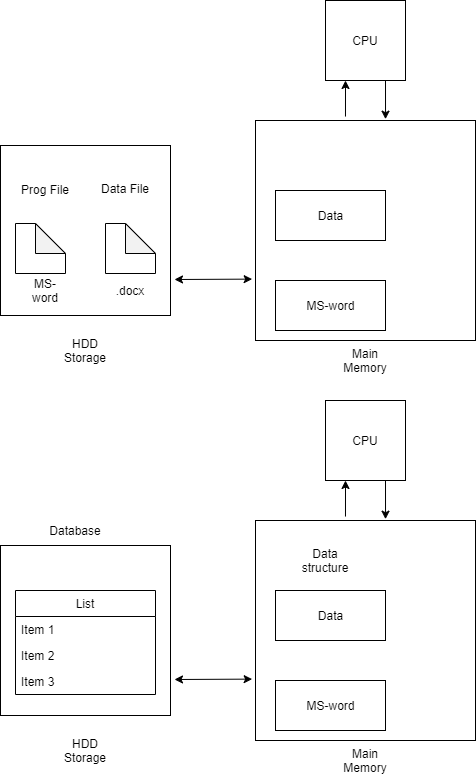 CPU
Prog File
Data File
MS-
word
.docx
Data
MS-word
HDD
Storage
Main
Memory
CPU
Database
List
Item 1
Item 2
Item 3
Data
structure
Data
MS-word
HDD
Storage
Main
Memory